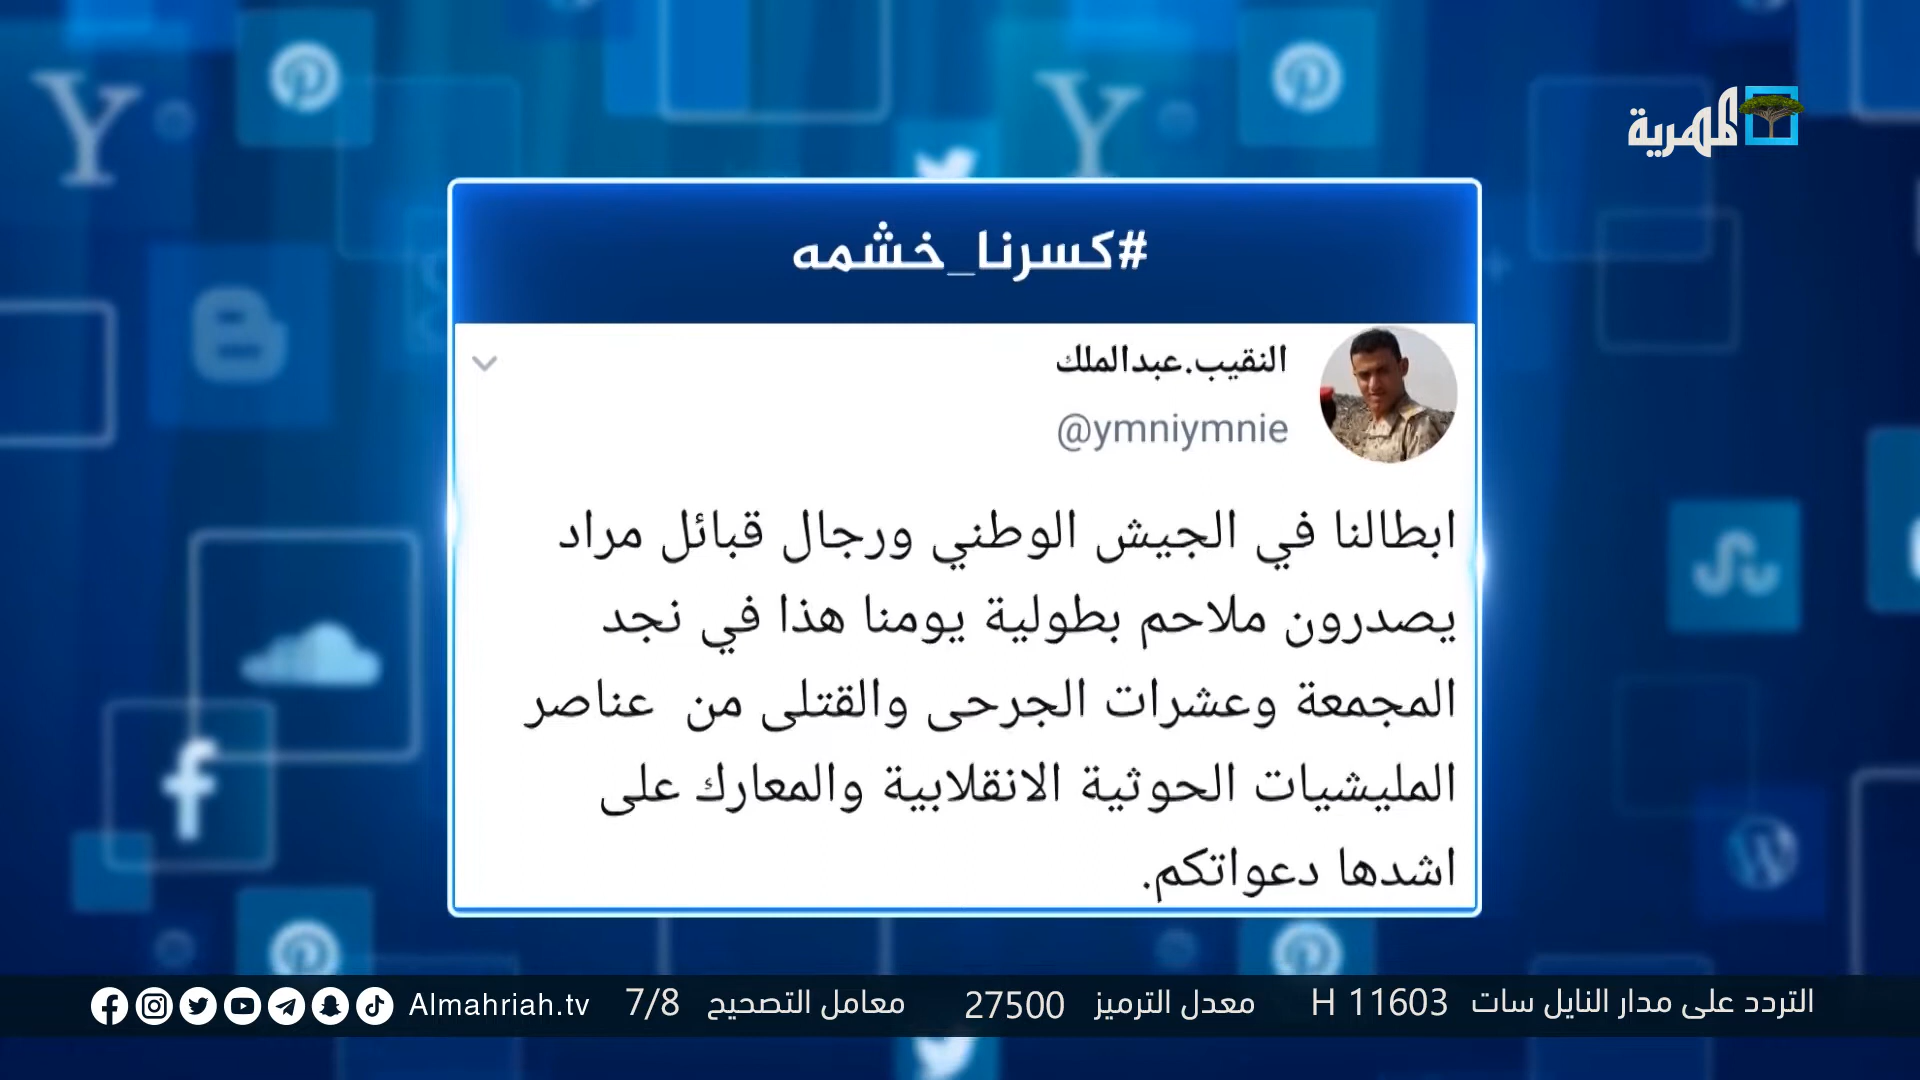 المهرية
#كسرنا_خشمه
النقيب.عبدالملك
@ymniymnie
ابطالنا في الجيش الوطني ورجال قبائل مراد
يصدرون ملاحم بطولية يومنا هذا في نجد
المجمعة وعشرات الجرحى والقتلى من عناصر
المليشيات الحوثية الانقلابية والمعارك على
اشدها دعواتكم.
التردد على مدار النايل سات H 11603 معدل الترميز 27500 معامل التصحيح 7/8 Almahriah.tv